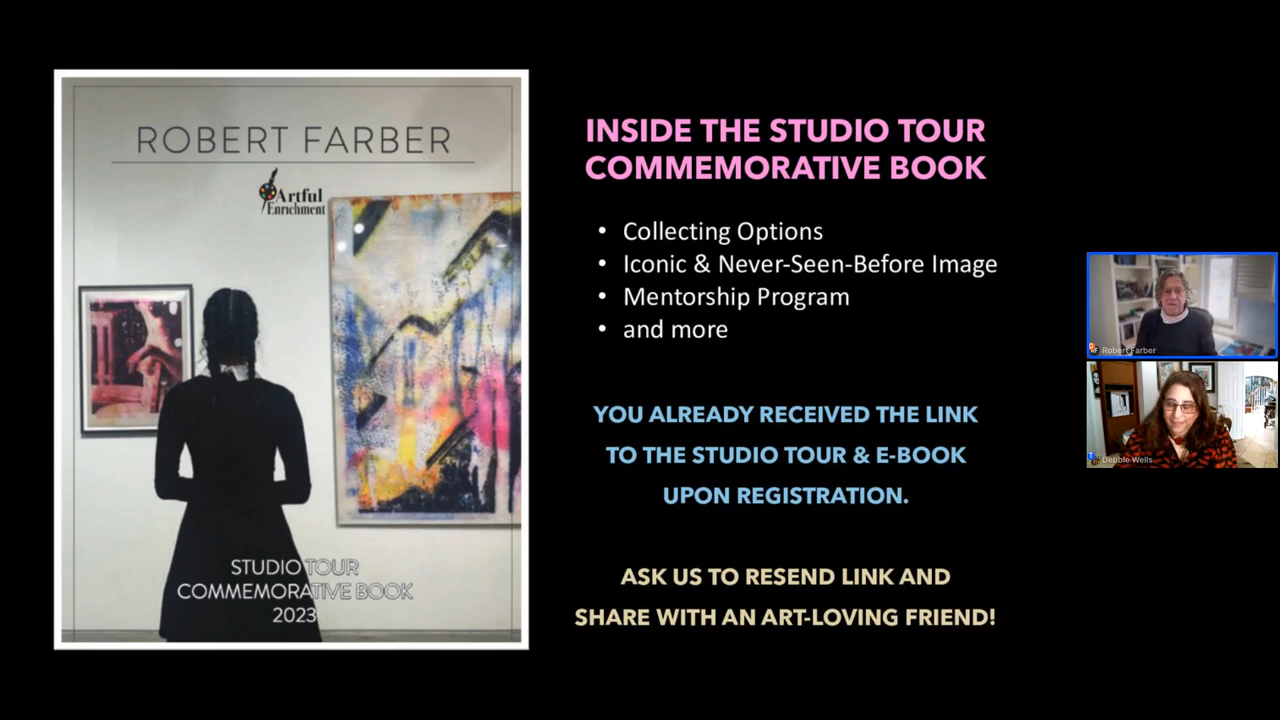 ROBERT FARBER
Artful
Enrichment
STUDIO TOUR
COMMEMORATIVE BOOK
2023
INSIDE THE STUDIO TOUR
COMMEMORATIVE BOOK
• Collecting Options
• Iconic & Never-Seen-Before Image
• Mentorship Program
• and more
YOU ALREADY RECEIVED THE LINK
TO THE STUDIO TOUR & E-BOOK
UPON REGISTRATION.
ASK US TO RESEND LINK AND
SHARE WITH AN ART-LOVING FRIEND!
Robert Farber
Debbie Wells